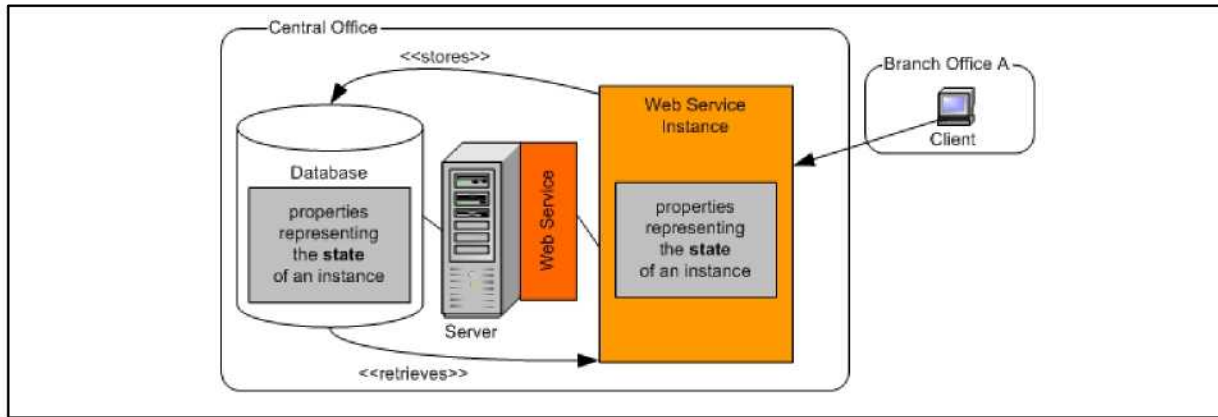 Central Office
<<stores>>
Branch Office A
Client
Web Service
Instance
Database
properties
representing
the state
of an instance
Web Service
properties
representing
the state
of an instance
Server
<<retrieves>>